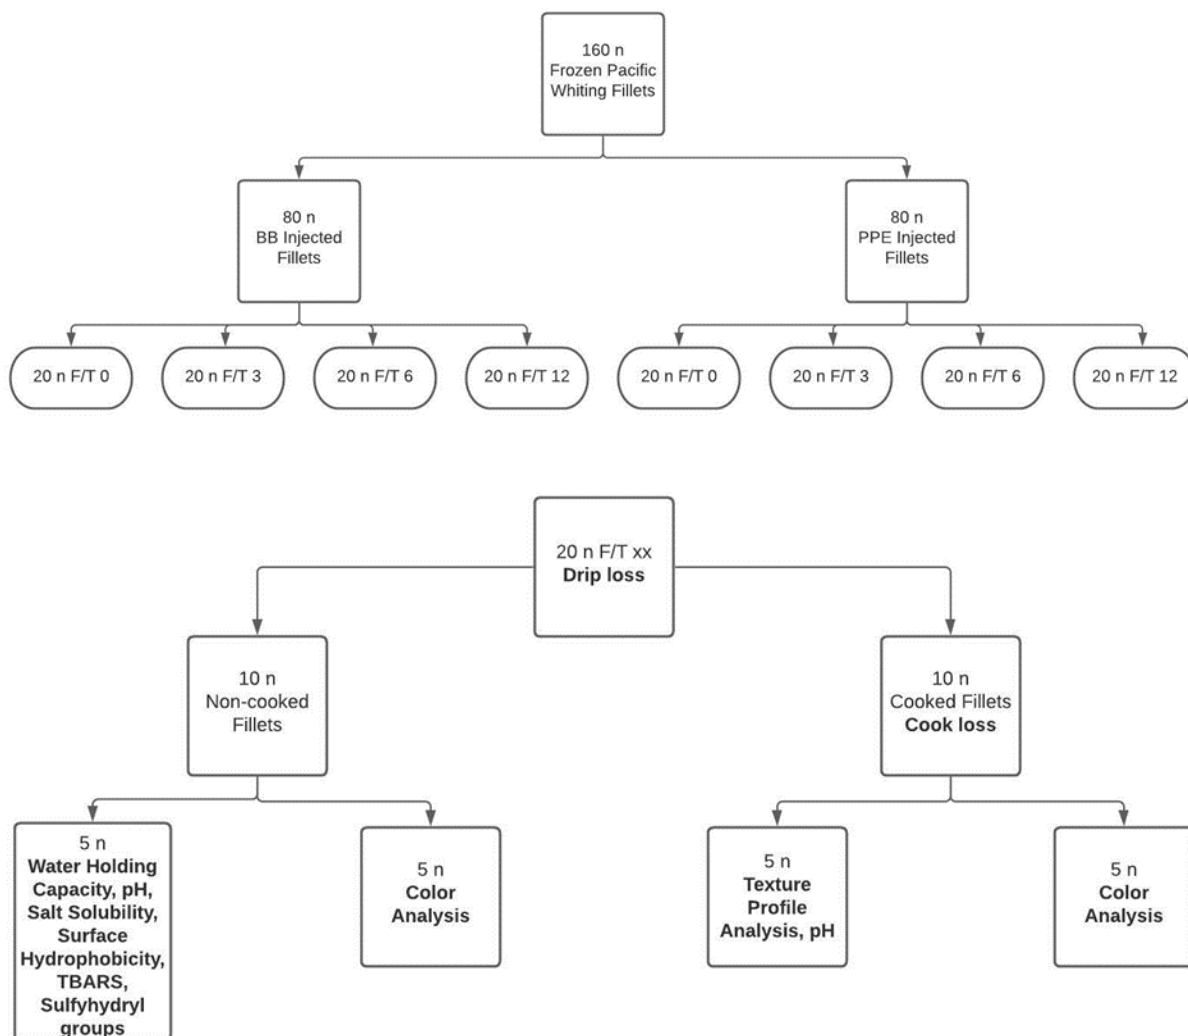 160 n
Frozen Pacific
Whiting Fillets
80 n
BB Injected
Fillets
80 n
PPE Injected
Fillets
20 n F/T 0
20 n F/T 3
20 n F/T 6
20 n F/T 12
20 n F/T 0
20 n F/T 3
20 n F/T 6
20 n F/T 12
20 n F/T xx
Drip loss
10 n
Non-cooked
Fillets
10 n
Cooked Fillets
Cook loss
5 n
Water Holding
Capacity, pH,
Salt Solubility,
Surface
Hydrophobicity,
TBARS,
Sulfyhydryl
groups
5 n
Color
Analysis
5 n
Texture
Profile
Analysis, pH
5 n
Color
Analysis